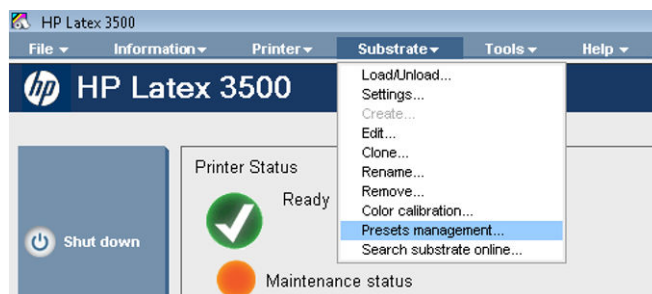 HP Latex 3500
File Information Printer Substrate Tools Help
hp HP Latex 3500
Load/Unload...
Settings...
Create...
Edit...
Clone...
Rename...
Remove...
Color calibration...
Presets management...
Search substrate online...
Printer Status
Ready
Shut down
Maintenance status